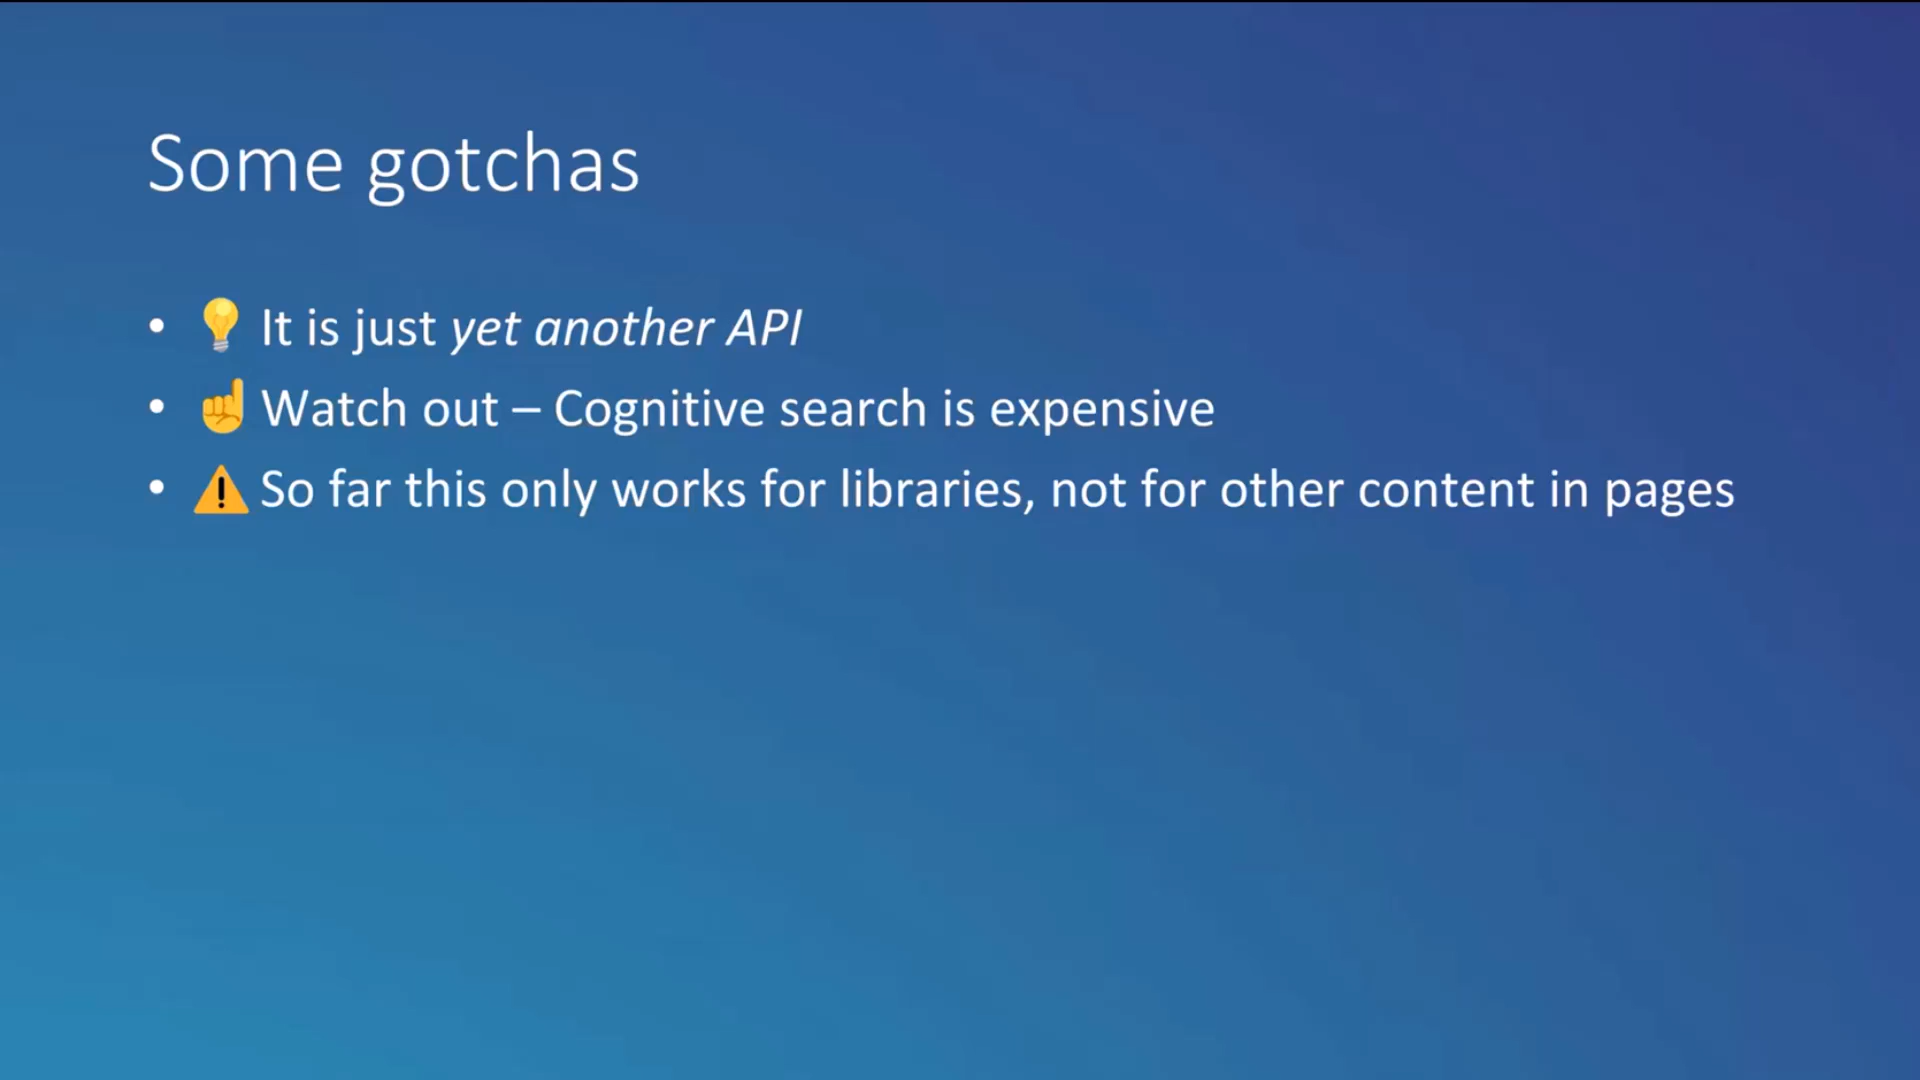 Some gotchas
• 💡 It is just yet another API
• ☝️ Watch out – Cognitive search is expensive
• ⚠️ So far this only works for libraries, not for other content in pages